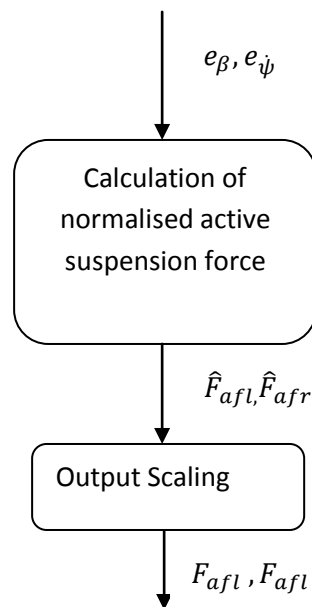 e_β, e_ψ̇
Calculation of
normalised active
suspension force
F̂_afl, F̂_afr
Output Scaling
F_afl , F_afl